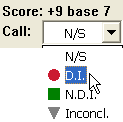 Score: +9 base 7
Call: N/S
N/S
D.I.
N.D.I.
Inconcl.